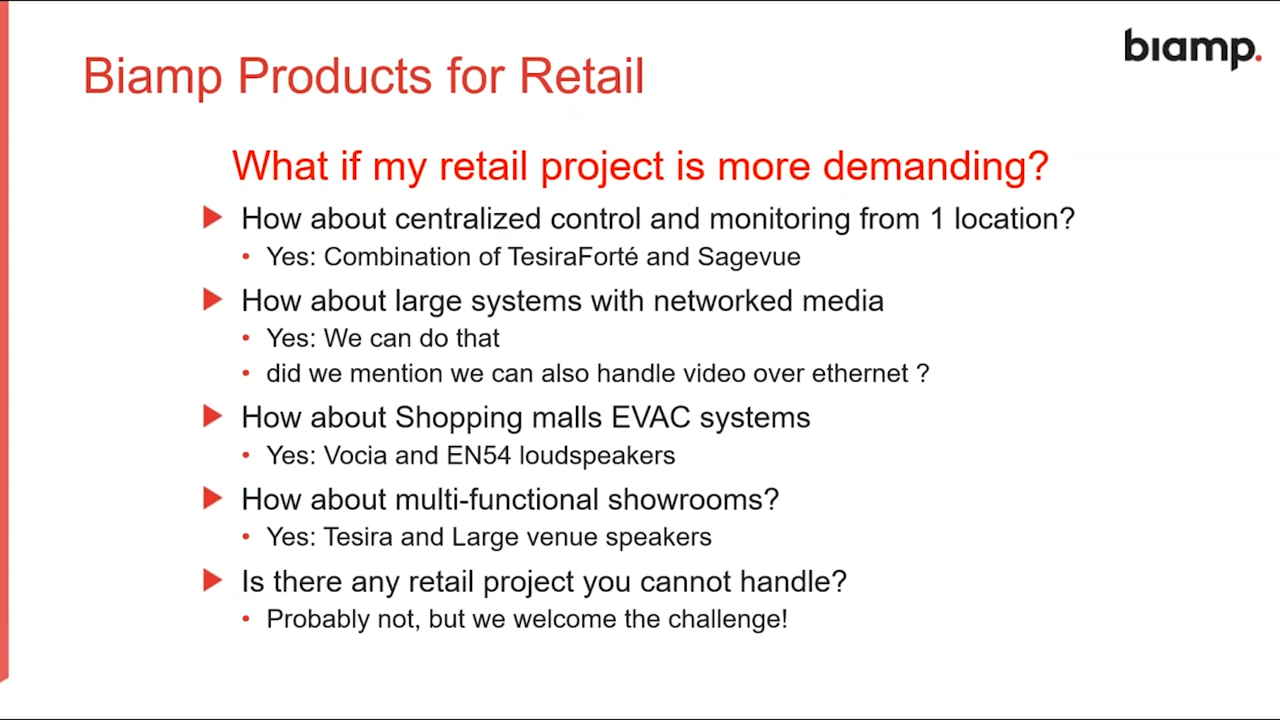 biamp.
Biamp Products for Retail
What if my retail project is more demanding?
How about centralized control and monitoring from 1 location?
• Yes: Combination of TesiraForté and Sagevue
How about large systems with networked media
• Yes: We can do that
• did we mention we can also handle video over ethernet ?
How about Shopping malls EVAC systems
• Yes: Vocia and EN54 loudspeakers
How about multi-functional showrooms?
• Yes: Tesira and Large venue speakers
Is there any retail project you cannot handle?
• Probably not, but we welcome the challenge!